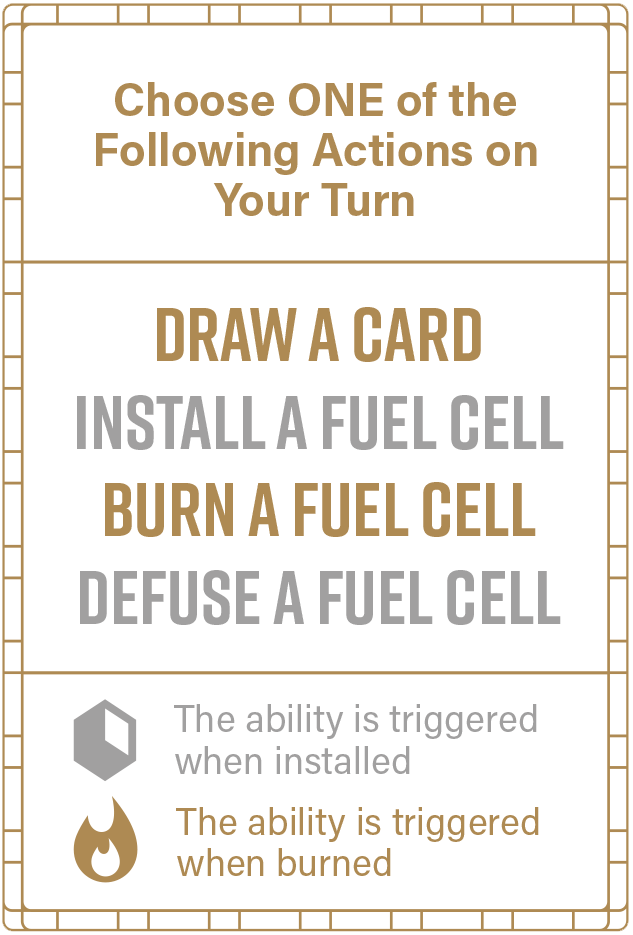 Choose ONE of the
Following Actions on
Your Turn
DRAW A CARD
INSTALL A FUEL CELL
BURN A FUEL CELL
DEFUSE A FUEL CELL
The ability is triggered
when installed
The ability is triggered
when burned